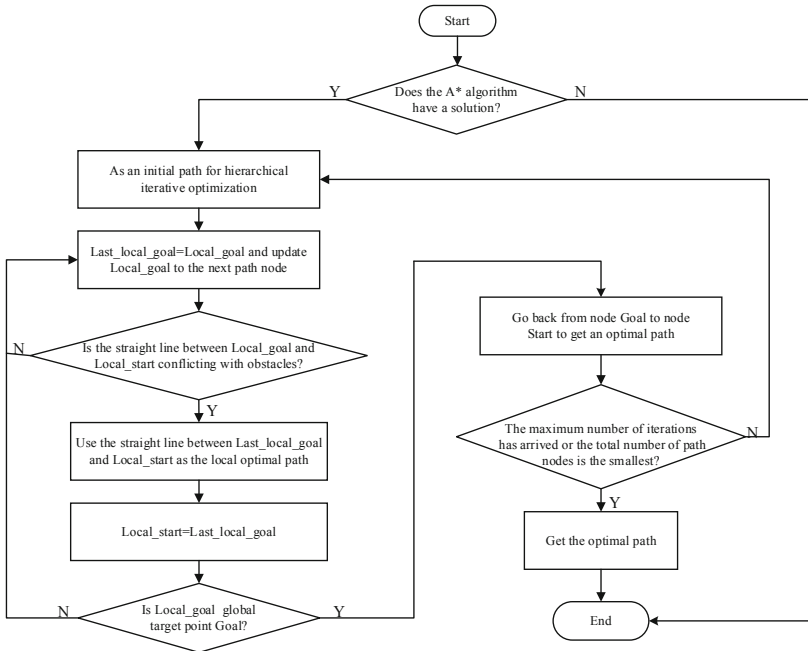 Start
Does the A* algorithm
have a solution?
Y
N
As an initial path for hierarchical
iterative optimization
Last_local_goal=Local_goal and update
Local_goal to the next path node
Is the straight line between Local_goal and
Local_start conflicting with obstacles?
N
Y
Use the straight line between Last_local_goal
and Local_start as the local optimal path
Local_start=Last_local_goal
Is Local_goal global
target point Goal?
N
Y
Go back from node Goal to node
Start to get an optimal path
The maximum number of iterations
has arrived or the total number of path
nodes is the smallest?
N
Y
Get the optimal path
End